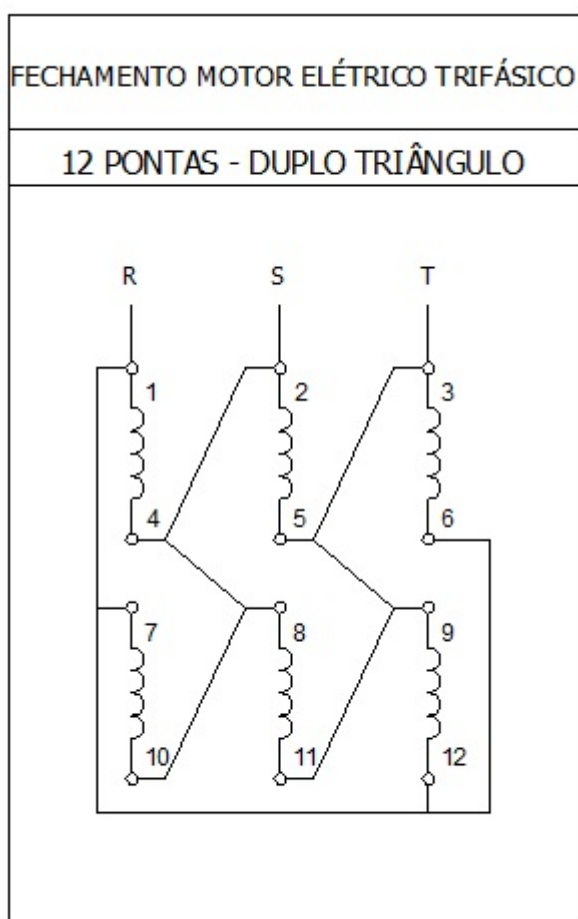 FECHAMENTO MOTOR ELÉTRICO TRIFÁSICO
12 PONTAS - DUPLO TRIÂNGULO
R S T
1 2 3
4 5 6
7 8 9
10 11 12